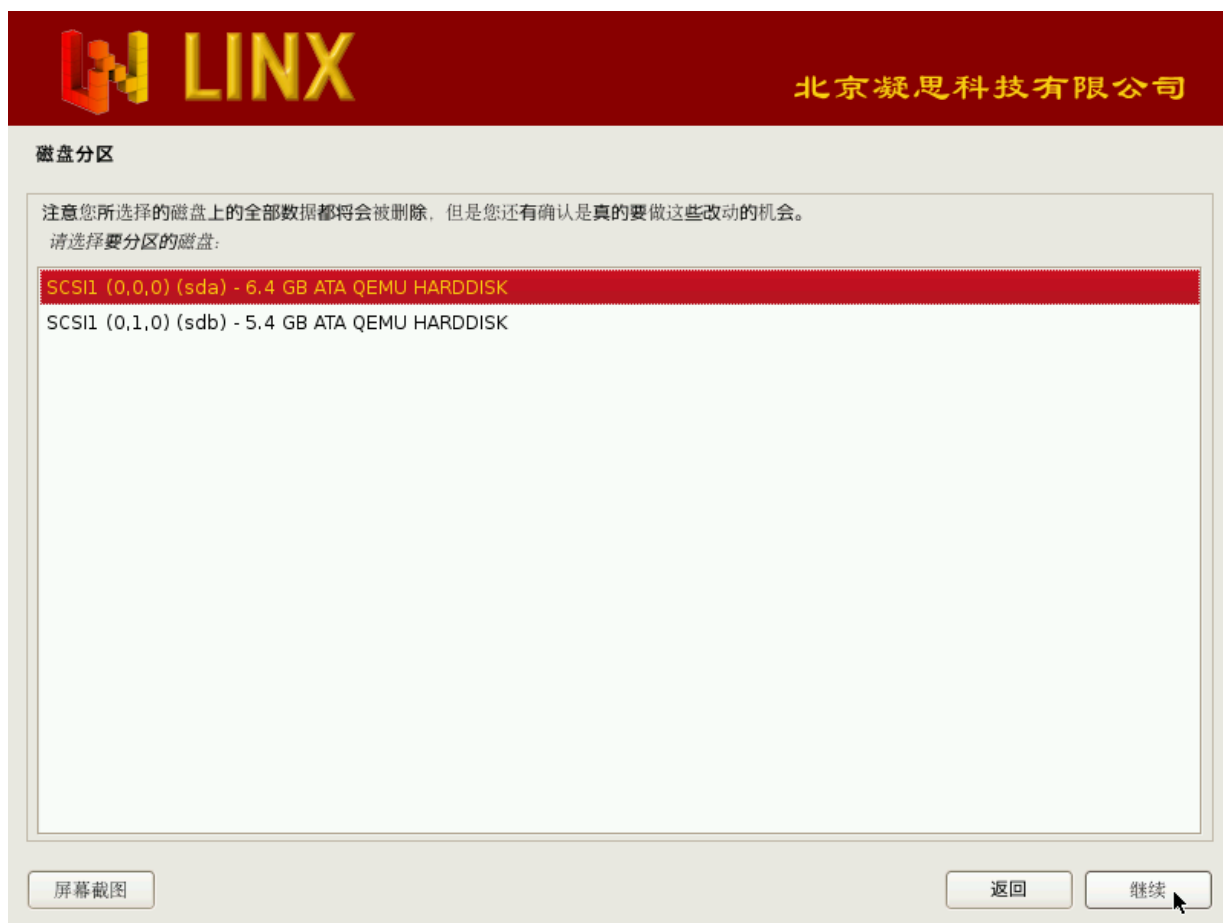 LINX
北京凝思科技有限公司
磁盘分区
注意您所选择的磁盘上的全部数据都将会被删除，但是您还有确认是真的要做这些改动的机会。
请选择要分区的磁盘：
SCSI1 (0,0,0) (sda) - 6.4 GB ATA QEMU HARDDISK
SCSI1 (0,1,0) (sdb) - 5.4 GB ATA QEMU HARDDISK
屏幕截图
返回
继续